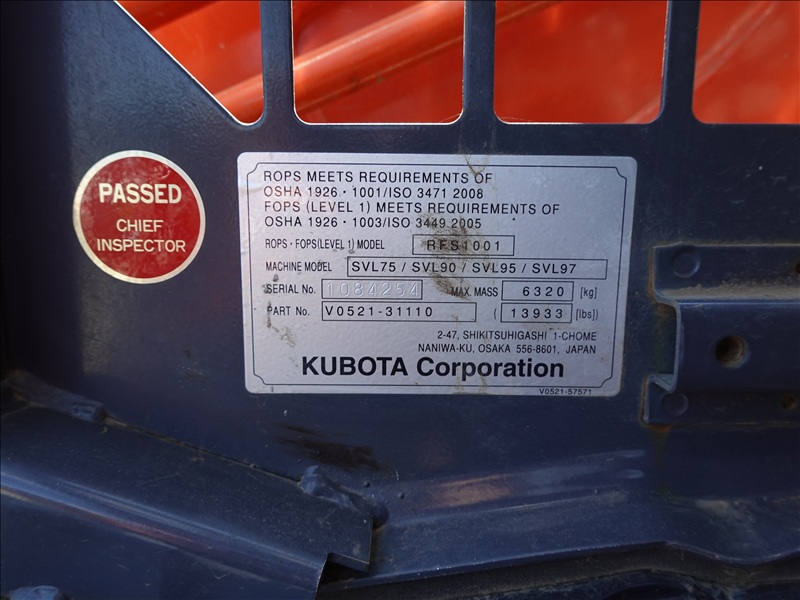 PASSED
CHIEF
INSPECTOR
ROPS MEETS REQUIREMENTS OF
OSHA 1926・1001/ISO 3471 2008
FOPS (LEVEL 1) MEETS REQUIREMENTS OF
OSHA 1926・1003/ISO 3449 2005
ROPS・FOPS(LEVEL 1) MODEL RFS1001
MACHINE MODEL SVL75 / SVL90 / SVL95 / SVL97
SERIAL No. 1084254 MAX. MASS 6320 [kg]
PART No. V0521-31110 ( 13933 [lbs])
2-47, SHIKITSUHIGASHI 1-CHOME
NANIWA-KU, OSAKA 556-8601, JAPAN
KUBOTA Corporation
V0521-57571